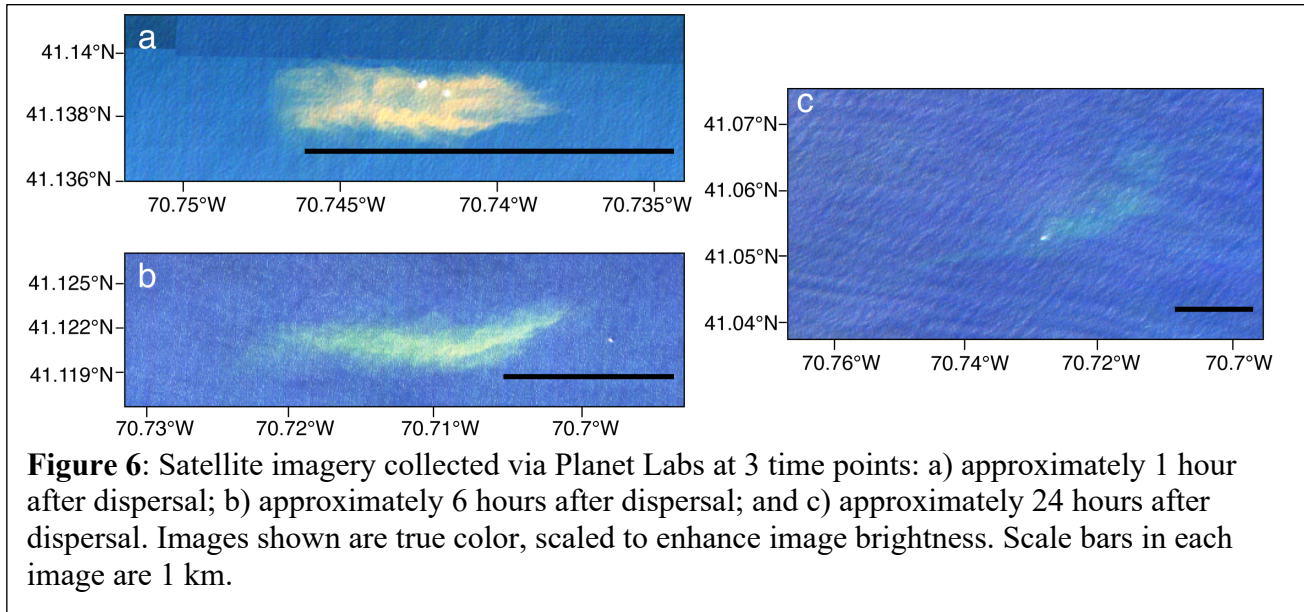 a
41.14°N
41.138°N
41.136°N
70.75°W 70.745°W 70.74°W 70.735°W
b
41.125°N
41.122°N
41.119°N
70.73°W 70.72°W 70.71°W 70.7°W
c
41.07°N
41.06°N
41.05°N
41.04°N
70.76°W 70.74°W 70.72°W 70.7°W
Figure 6: Satellite imagery collected via Planet Labs at 3 time points: a) approximately 1 hour
after dispersal; b) approximately 6 hours after dispersal; and c) approximately 24 hours after
dispersal. Images shown are true color, scaled to enhance image brightness. Scale bars in each
image are 1 km.